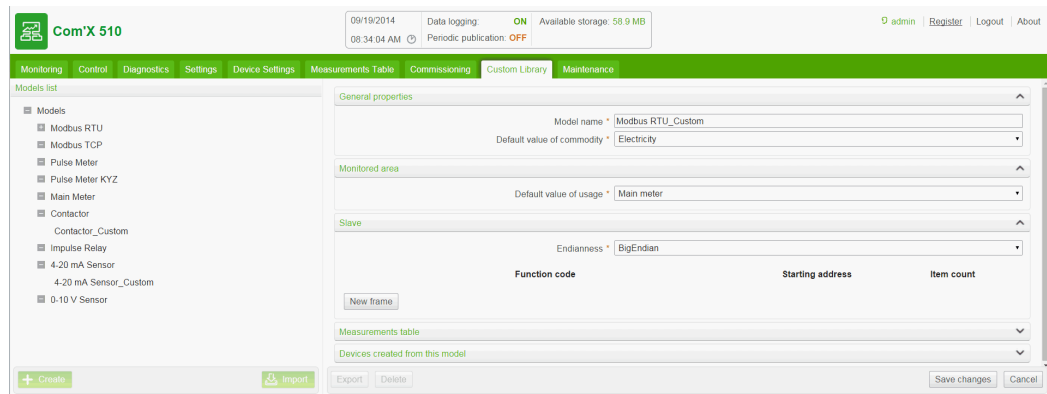 Com'X 510
09/19/2014
08:34:04 AM
Data logging: ON
Periodic publication: OFF
Available storage: 58.9 MB
admin Register Logout About
Monitoring Control Diagnostics Settings Device Settings Measurements Table Commissioning Custom Library Maintenance
Models list
Models
Modbus RTU
Modbus TCP
Pulse Meter
Pulse Meter KYZ
Main Meter
Contactor
Contactor_Custom
Impulse Relay
4-20 mA Sensor
4-20 mA Sensor_Custom
0-10 V Sensor
Create Import
General properties
Model name * Modbus RTU_Custom
Default value of commodity * Electricity
Monitored area
Default value of usage * Main meter
Slave
Endianness * BigEndian
Function code Starting address Item count
New frame
Measurements table
Devices created from this model
Export Delete Save changes Cancel